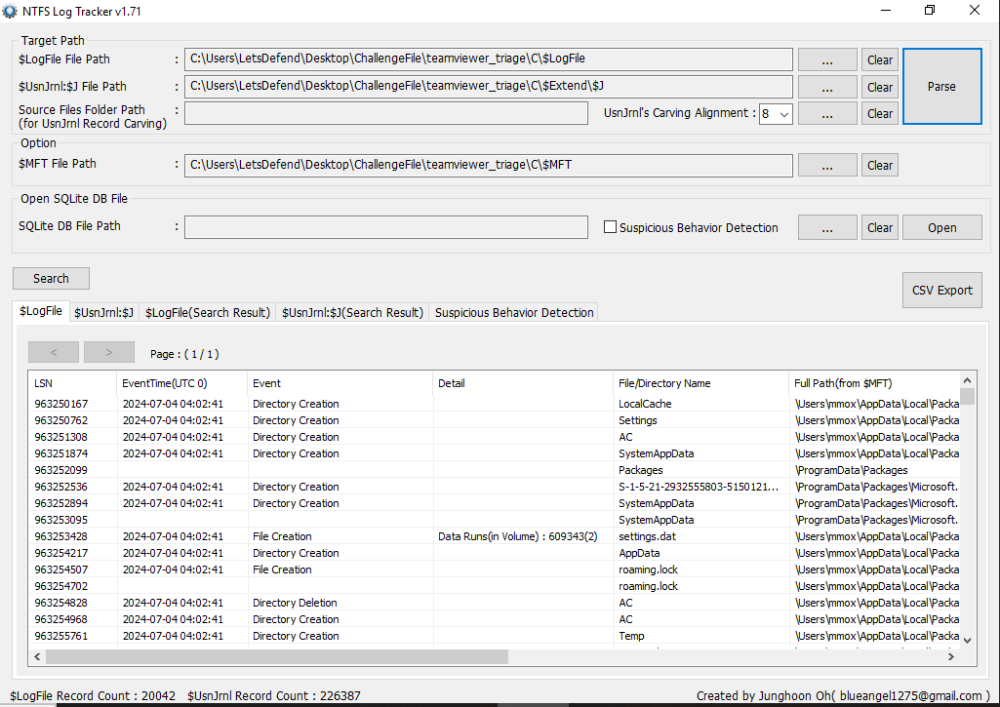 NTFS Log Tracker v1.71
Target Path
$LogFile File Path : C:\Users\LetsDefend\Desktop\ChallengeFile\teamviewer_triage\C\$LogFile ... Clear Parse
$UsnJrnl:$J File Path : C:\Users\LetsDefend\Desktop\ChallengeFile\teamviewer_triage\C\$Extend\$J ... Clear
Source Files Folder Path : UsnJrnl's Carving Alignment : 8 ... Clear
(for UsnJrnl Record Carving)
Option
$MFT File Path : C:\Users\LetsDefend\Desktop\ChallengeFile\teamviewer_triage\C\$MFT ... Clear
Open SQLite DB File
SQLite DB File Path : Suspicious Behavior Detection ... Clear Open
Search
CSV Export
$LogFile $UsnJrnl:$J $LogFile(Search Result) $UsnJrnl:$J(Search Result) Suspicious Behavior Detection
< > Page : ( 1 / 1 )
LSN EventTime(UTC 0) Event Detail File/Directory Name Full Path(from $MFT)
963250167 2024-07-04 04:02:41 Directory Creation LocalCache \Users\mmox\AppData\Local\Packa
963250762 2024-07-04 04:02:41 Directory Creation Settings \Users\mmox\AppData\Local\Packa
963251308 2024-07-04 04:02:41 Directory Creation AC \Users\mmox\AppData\Local\Packa
963251874 2024-07-04 04:02:41 Directory Creation SystemAppData \Users\mmox\AppData\Local\Packa
963252099 Packages \ProgramData\Packages
963252536 2024-07-04 04:02:41 Directory Creation S-1-5-21-2932555803-5150121... \ProgramData\Packages\Microsoft.
963252894 2024-07-04 04:02:41 Directory Creation SystemAppData \ProgramData\Packages\Microsoft.
963253095 SystemAppData \ProgramData\Packages\Microsoft.
963253428 2024-07-04 04:02:41 File Creation Data Runs(in Volume) : 609343(2) settings.dat \Users\mmox\AppData\Local\Packa
963254217 2024-07-04 04:02:41 Directory Creation AppData \Users\mmox\AppData\Local\Packa
963254507 2024-07-04 04:02:41 File Creation roaming.lock \Users\mmox\AppData\Local\Packa
963254702 roaming.lock \Users\mmox\AppData\Local\Packa
963254828 2024-07-04 04:02:41 Directory Deletion AC \Users\mmox\AppData\Local\Packa
963254968 2024-07-04 04:02:41 Directory Creation AC \Users\mmox\AppData\Local\Packa
963255761 2024-07-04 04:02:41 Directory Creation Temp \Users\mmox\AppData\Local\Packa
$LogFile Record Count : 20042 $UsnJrnl Record Count : 226387 Created by Junghoon Oh( blueangel1275@gmail.com )